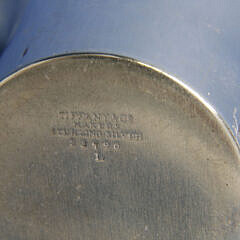 TIFFANY & CO
MAKERS
STERLING SILVER
L